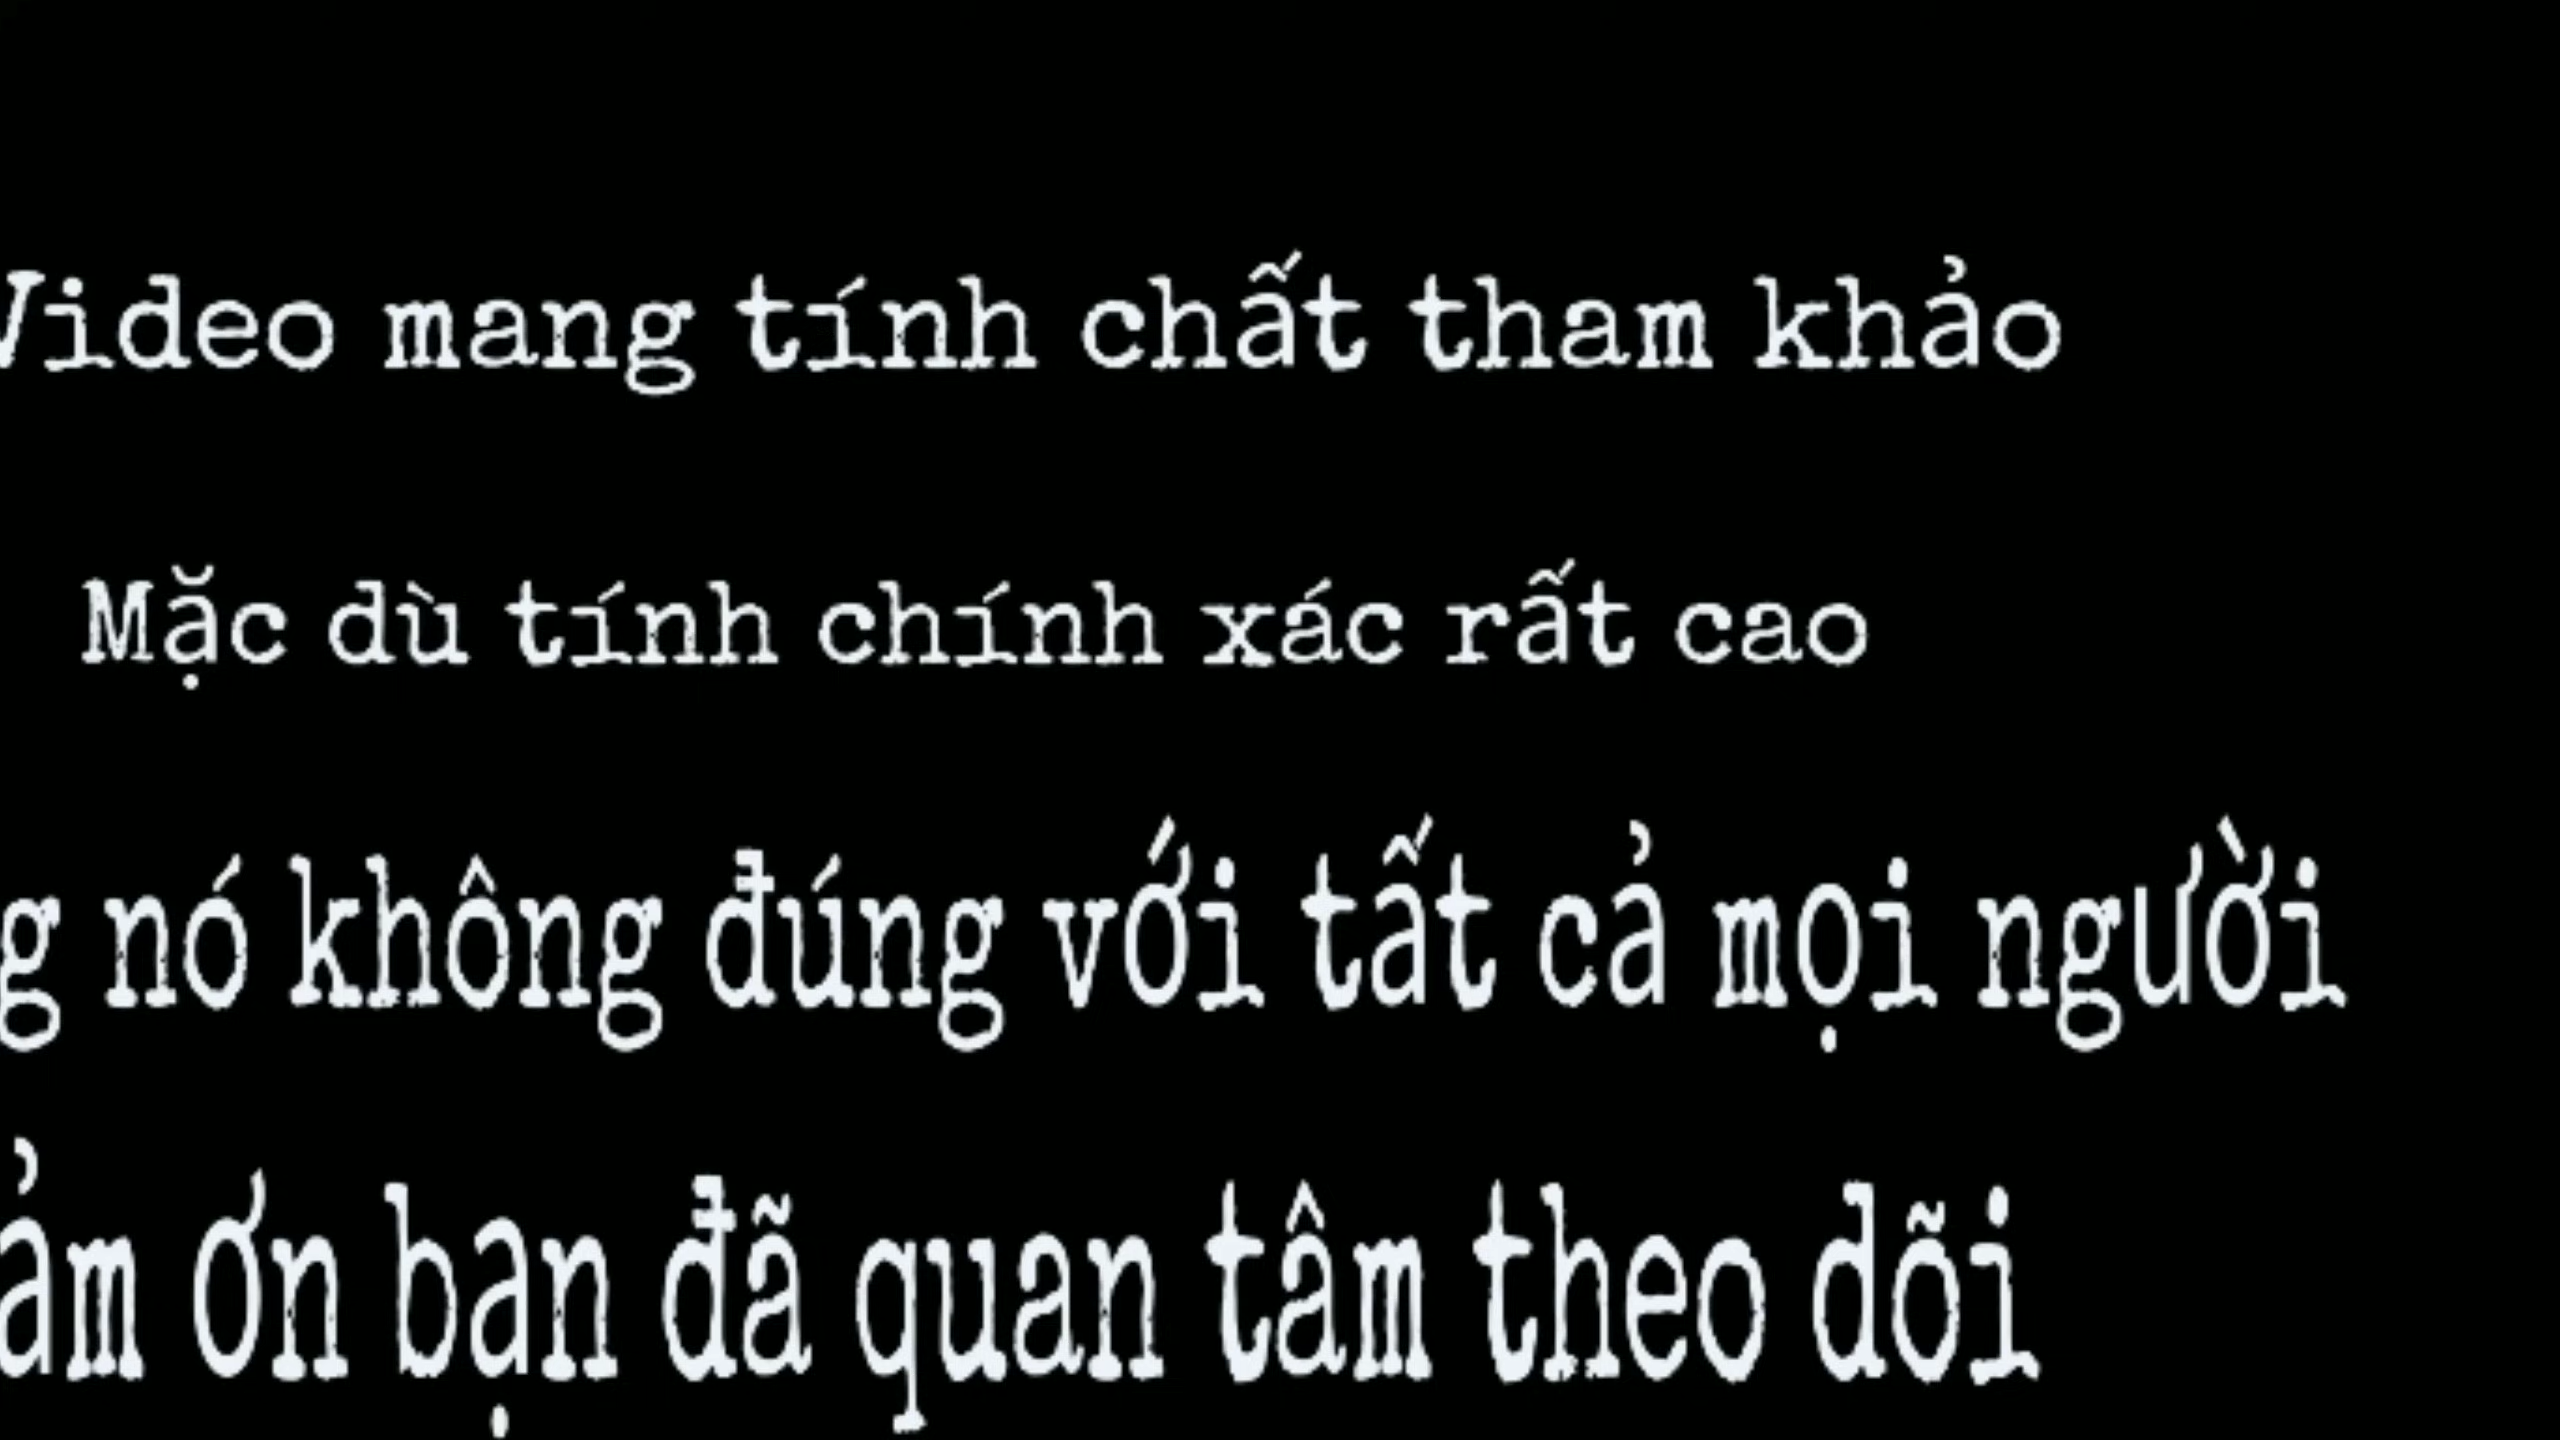 Video mang tính chất tham khảo
Mặc dù tính chính xác rất cao
g nó không đúng với tất cả mọi người
ảm ơn bạn đã quan tâm theo dõi